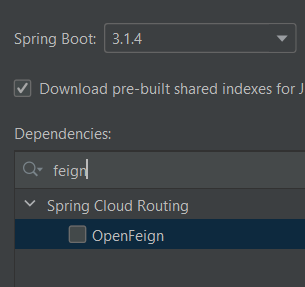 Spring Boot: 3.1.4
Download pre-built shared indexes for J
Dependencies:
feign
Spring Cloud Routing
OpenFeign